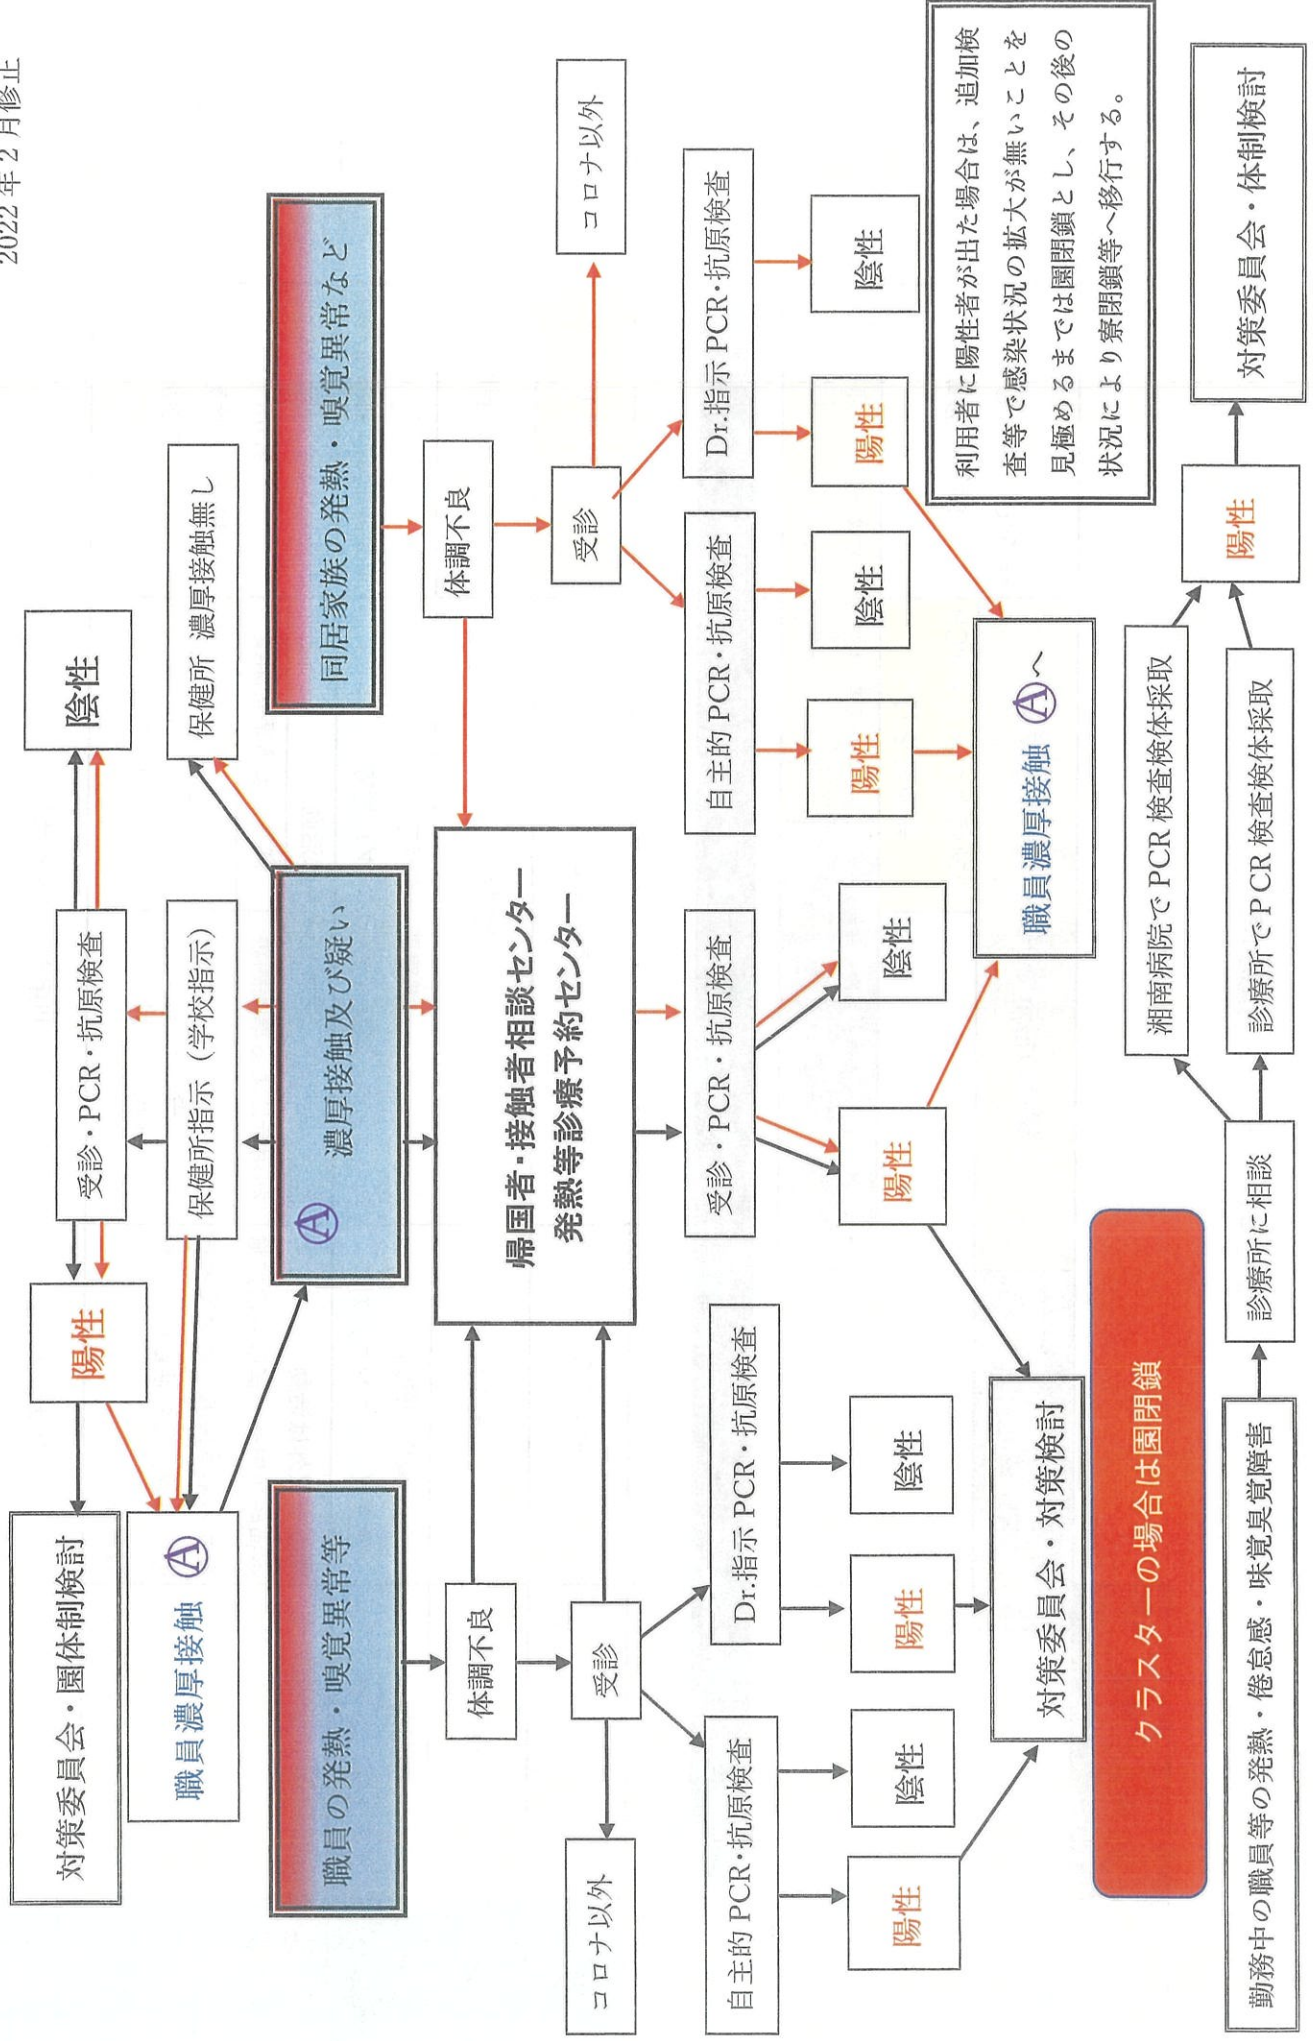 2022年2月修正
対策委員会・園体制検討
陽性
受診・PCR・抗原検査
陰性
職員濃厚接触 Ⓐ
保健所指示（学校指示）
保健所 濃厚接触無し
職員の発熱・嗅覚異常等
Ⓐ
濃厚接触及び疑い
同居家族の発熱・嗅覚異常など
体調不良
帰国者・接触者相談センター
発熱等診療予約センター
体調不良
コロナ以外
受診
受診
コロナ以外
自主的 PCR・抗原検査
Dr.指示 PCR・抗原検査
受診・PCR・抗原検査
自主的 PCR・抗原検査
Dr.指示 PCR・抗原検査
陽性
陰性
陽性
陰性
陽性
陰性
陽性
陰性
陽性
陰性
対策委員会・対策検討
職員濃厚接触 Ⓐへ
利用者に陽性者が出た場合は、追加検
査等で感染状況の拡大が無いことを
見極めるまでは園閉鎖とし、その後の
状況により寮閉鎖等へ移行する。
クラスターの場合は園閉鎖
湘南病院でPCR検査検体採取
勤務中の職員等の発熱・倦怠感・味覚臭覚障害
診療所に相談
診療所でPCR検査検体採取
陽性
対策委員会・体制検討